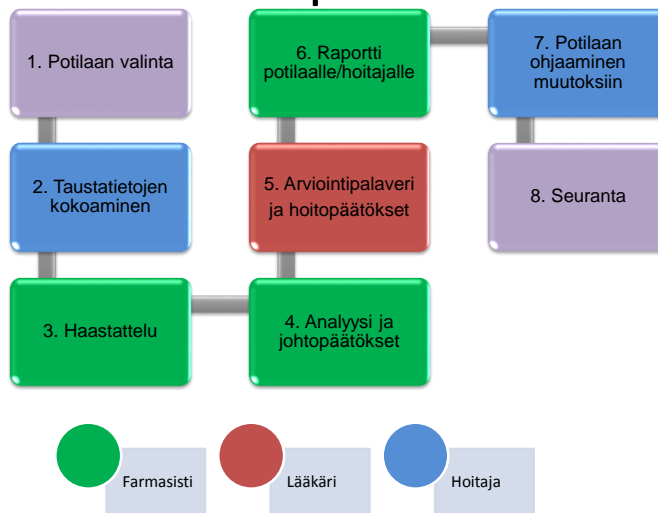 1. Potilaan valinta
2. Taustatietojen
kokoaminen
3. Haastattelu
4. Analyysi ja
johtopäätökset
5. Arviointipalaveri
ja hoitopäätökset
6. Raportti
potilaalle/hoitajalle
7. Potilaan
ohjaaminen
muutoksiin
8. Seuranta
Farmasisti
Lääkäri
Hoitaja